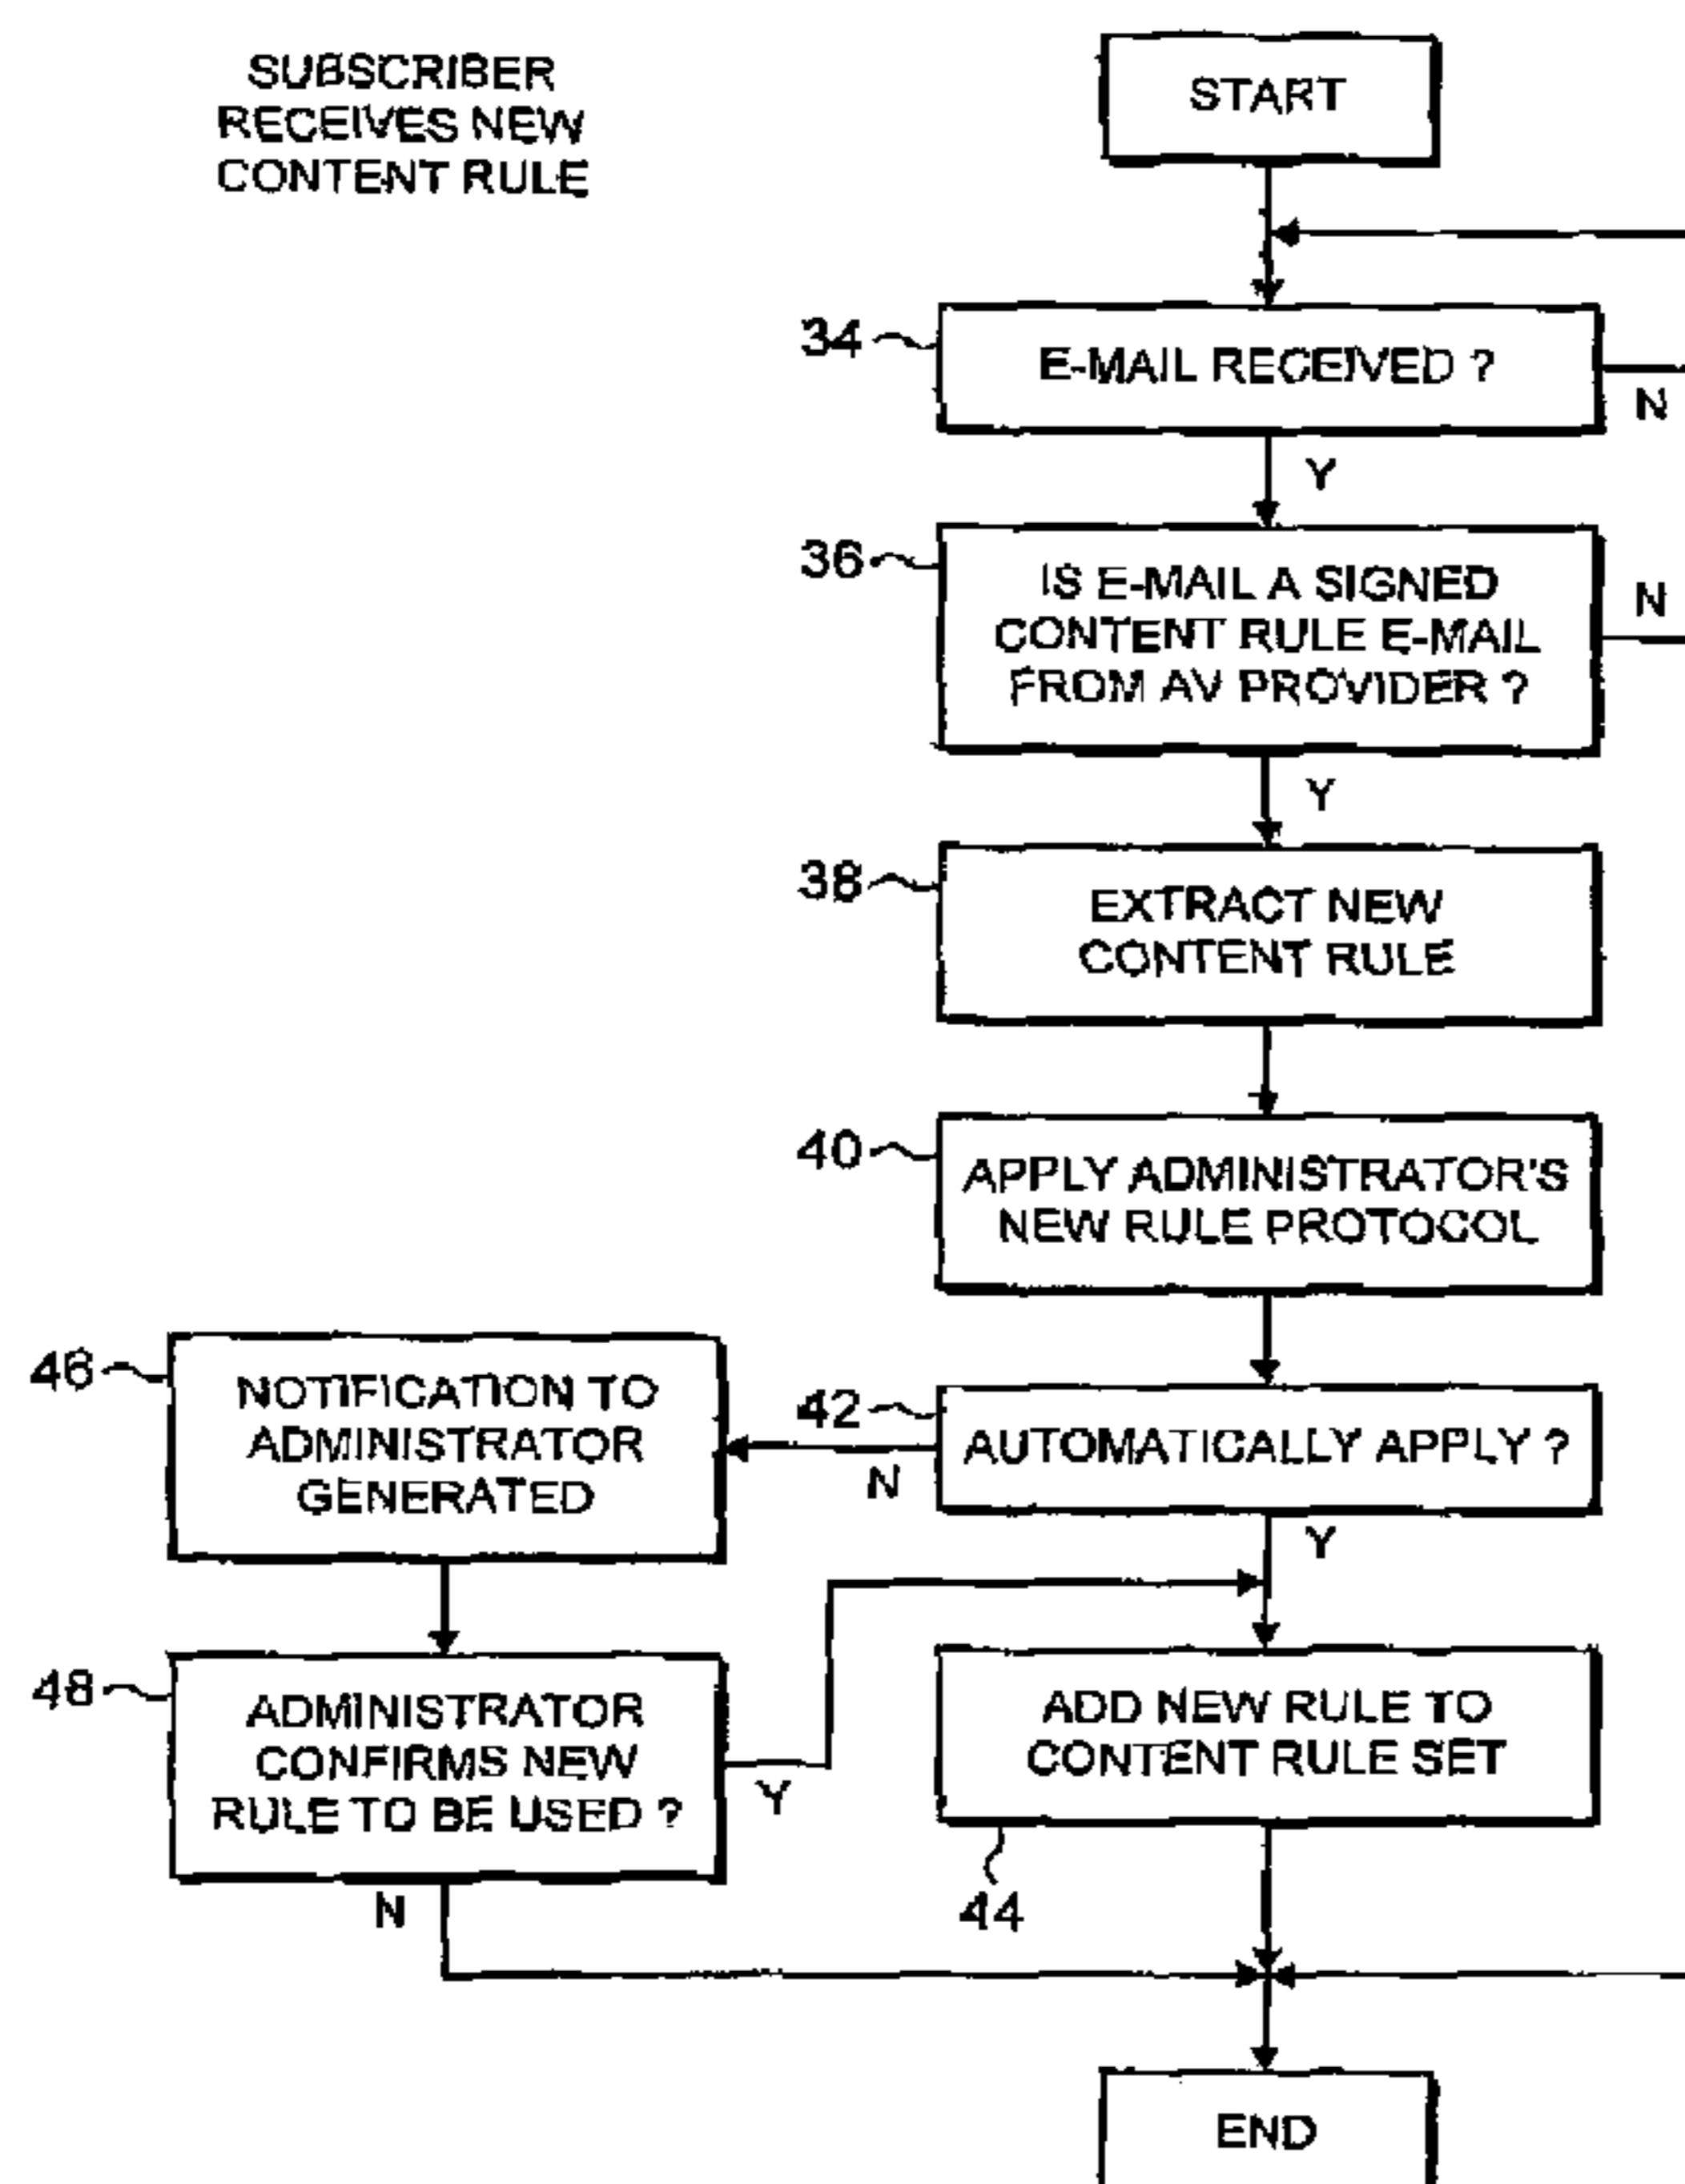 SUBSCRIBER
RECEIVES NEW
CONTENT RULE
START
34
E-MAIL RECEIVED ?
N
Y
36
IS E-MAIL A SIGNED
CONTENT RULE E-MAIL
FROM AV PROVIDER ?
N
Y
38
EXTRACT NEW
CONTENT RULE
40
APPLY ADMINISTRATOR'S
NEW RULE PROTOCOL
46
NOTIFICATION TO
ADMINISTRATOR
GENERATED
42
AUTOMATICALLY APPLY ?
N
Y
48
ADMINISTRATOR
CONFIRMS NEW
RULE TO BE USED ?
Y
N
ADD NEW RULE TO
CONTENT RULE SET
44
END